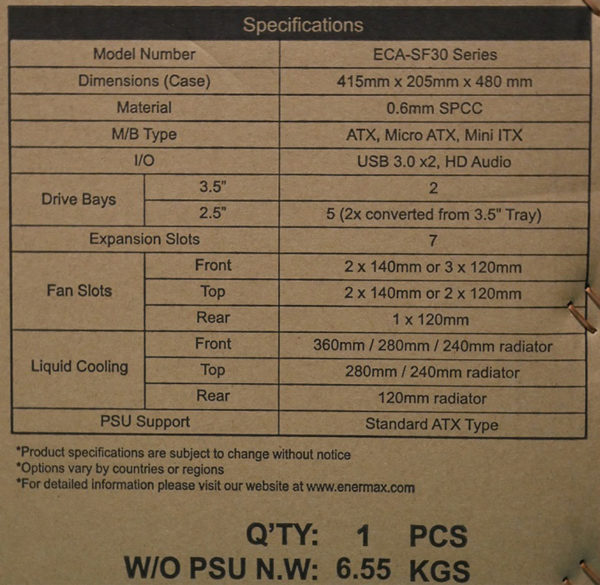 Specifications
Model Number ECA-SF30 Series
Dimensions (Case) 415mm x 205mm x 480 mm
Material 0.6mm SPCC
M/B Type ATX, Micro ATX, Mini ITX
I/O USB 3.0 x2, HD Audio
Drive Bays 3.5" 2
2.5" 5 (2x converted from 3.5" Tray)
Expansion Slots 7
Fan Slots Front 2 x 140mm or 3 x 120mm
Top 2 x 140mm or 2 x 120mm
Rear 1 x 120mm
Liquid Cooling Front 360mm / 280mm / 240mm radiator
Top 280mm / 240mm radiator
Rear 120mm radiator
PSU Support Standard ATX Type
*Product specifications are subject to change without notice
*Options vary by countries or regions
*For detailed information please visit our website at www.enermax.com
Q'TY: 1 PCS
W/O PSU N.W: 6.55 KGS